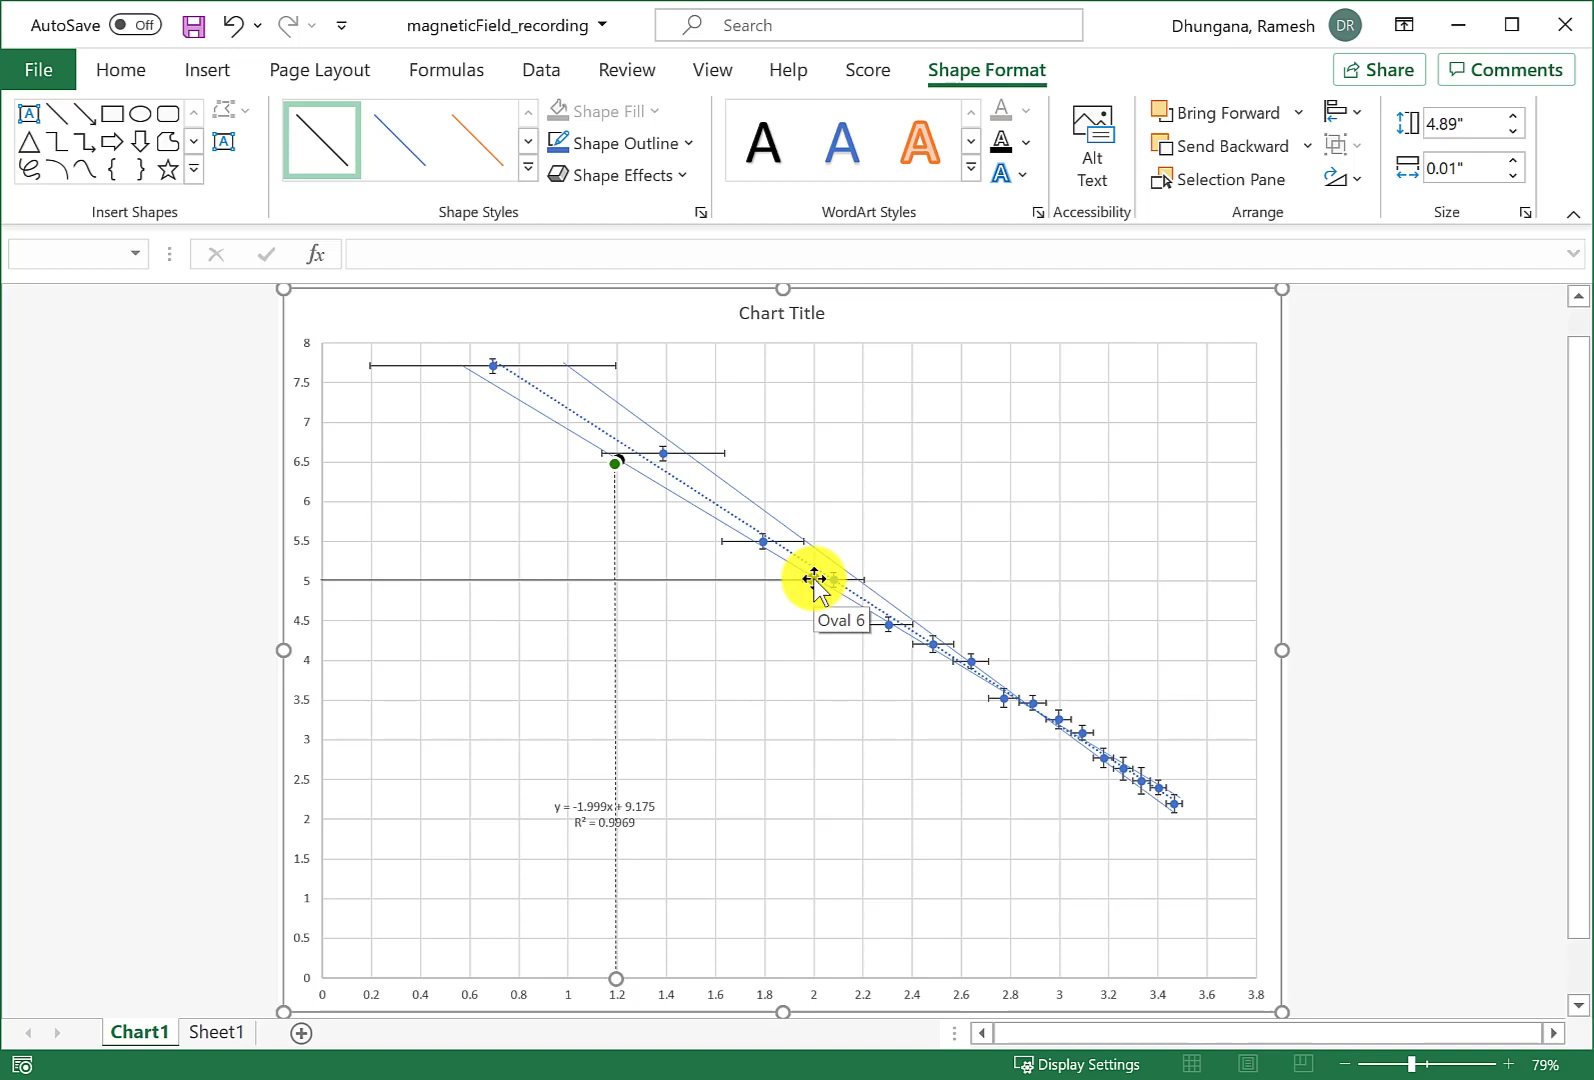 AutoSave Off magneticField_recording Search Dhungana, Ramesh DR
File Home Insert Page Layout Formulas Data Review View Help Score Shape Format Share Comments
Shape Fill
Shape Outline
Shape Effects
Alt
Text
Bring Forward
Send Backward
Selection Pane
4.89"
0.01"
Insert Shapes Shape Styles WordArt Styles Accessibility Arrange Size
fx
Chart Title
8
7.5
7
6.5
6
5.5
5
Oval 6
4.5
4
3.5
3
2.5
y = -1.999x + 9.175
2
R² = 0.9969
1.5
1
0.5
0
0 0.2 0.4 0.6 0.8 1 1.2 1.4 1.6 1.8 2 2.2 2.4 2.6 2.8 3 3.2 3.4 3.6 3.8
Chart1 Sheet1
Display Settings 79%